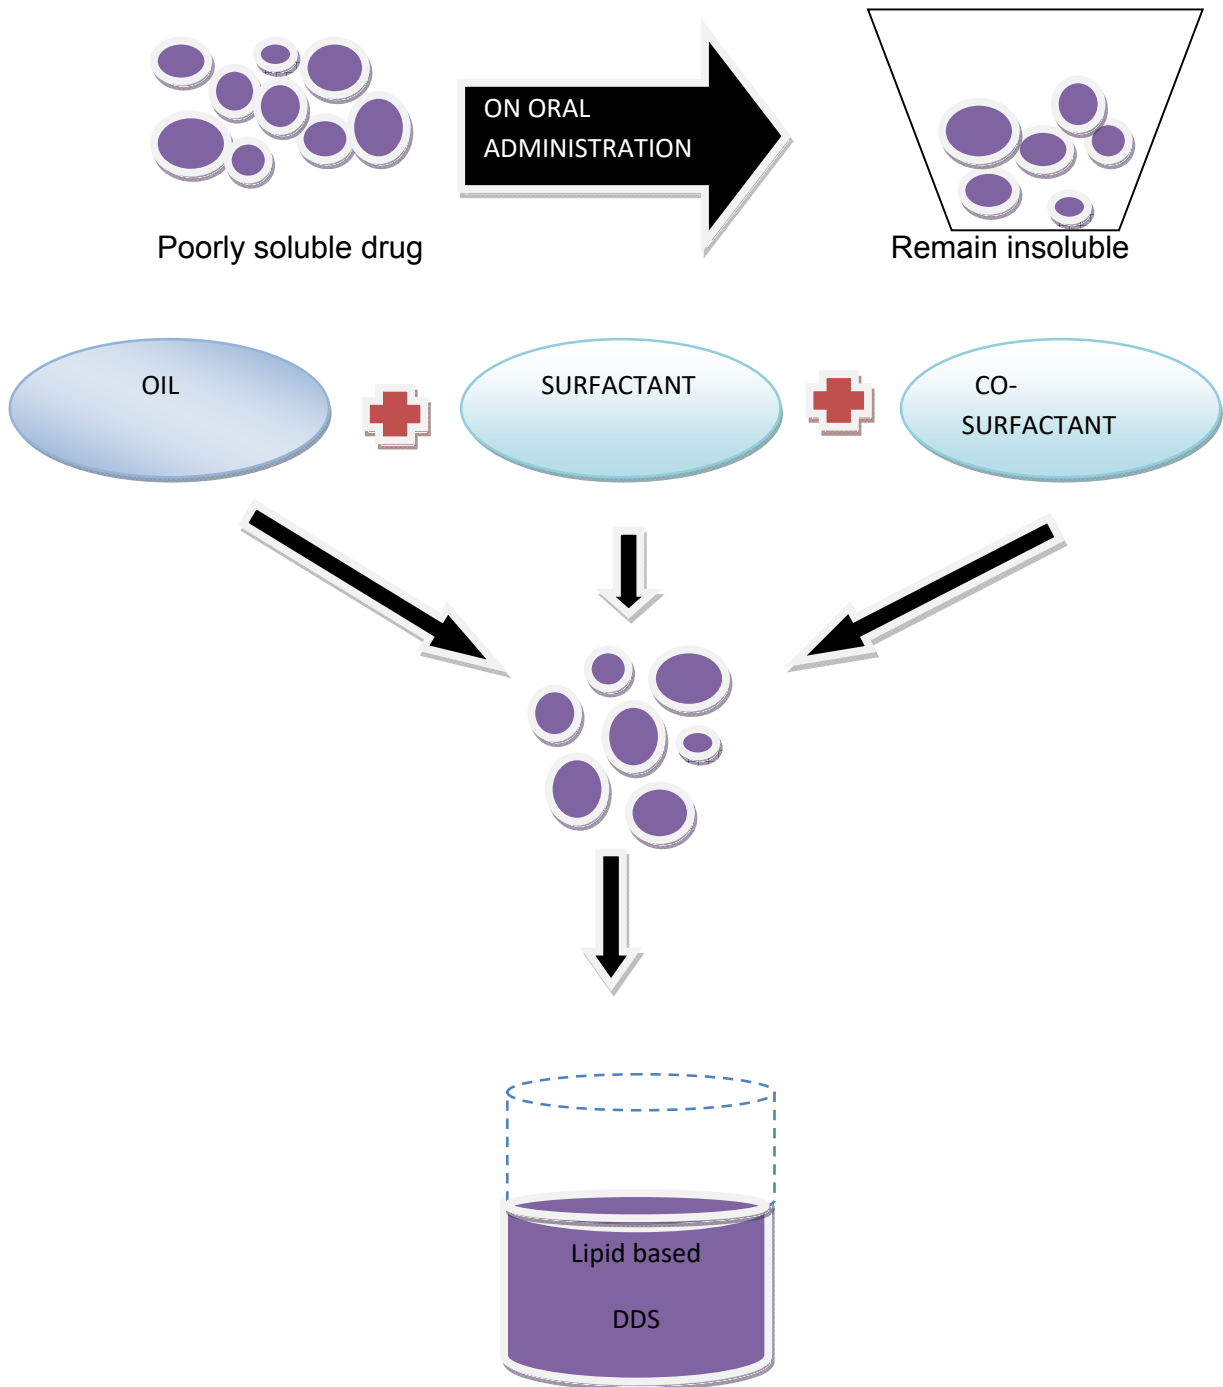 ON ORAL
ADMINISTRATION
Poorly soluble drug
Remain insoluble
OIL
SURFACTANT
CO-
SURFACTANT
Lipid based
DDS